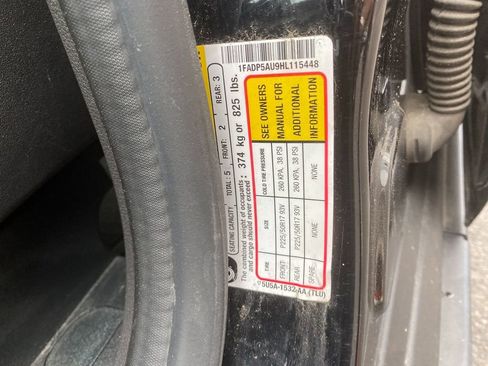 1FADP5AU9HL115448
SEATING CAPACITY TOTAL: 5 FRONT: 2 REAR: 3
The combined weight of occupants
and cargo should never exceed : 374 kg or 825 lbs.
TIRE SIZE COLD TIRE PRESSURE
FRONT P225/50R17 93V 260 KPA, 38 PSI
REAR P225/50R17 93V 260 KPA, 38 PSI
SPARE NONE NONE
SEE OWNERS
MANUAL FOR
ADDITIONAL
INFORMATION
505A-1532-AA (TLU)